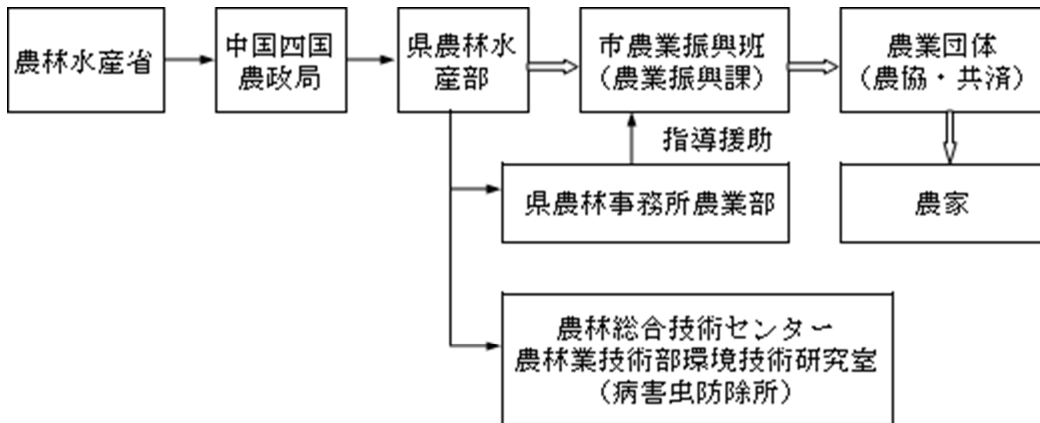 農林水産省
中国四国
農政局
県農林水
産部
市農業振興班
(農業振興課)
農業団体
(農協・共済)
指導援助
県農林事務所農業部
農家
農林総合技術センター
農林業技術部環境技術研究室
(病害虫防除所)